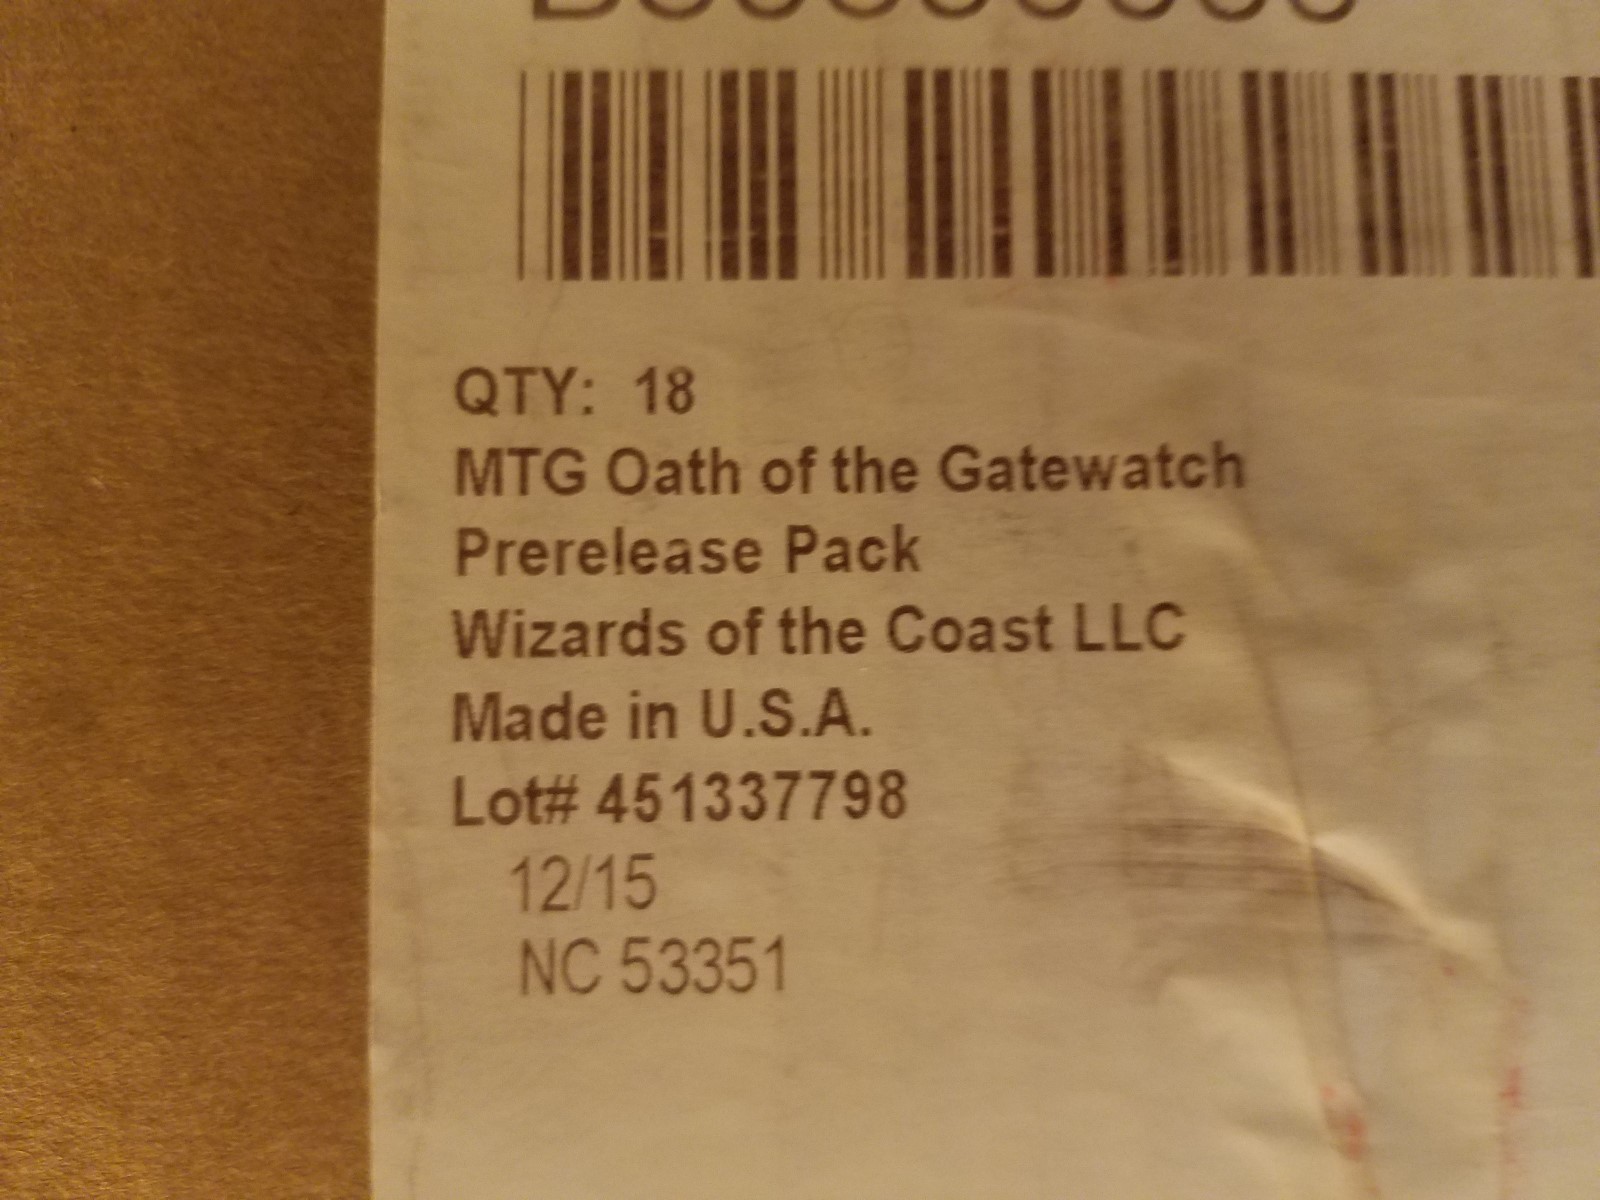 QTY: 18
MTG Oath of the Gatewatch
Prerelease Pack
Wizards of the Coast LLC
Made in U.S.A.
Lot# 451337798
12/15
NC 53351